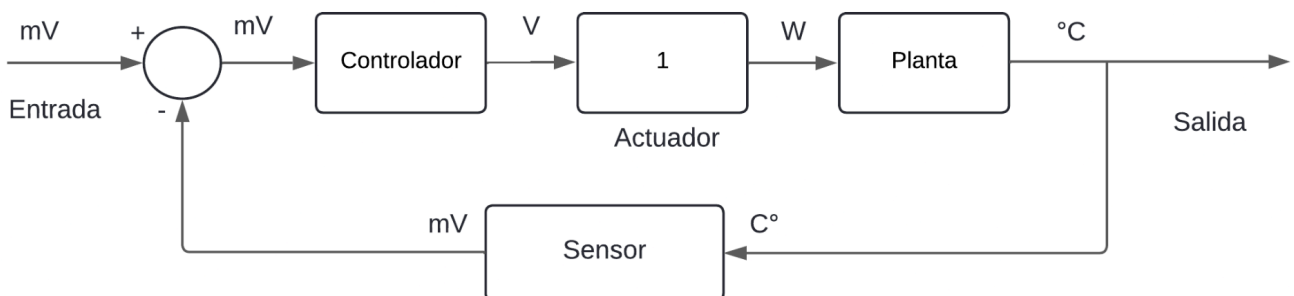 mV
+
mV
Controlador
V
1
W
Planta
°C
Entrada
-
Actuador
Salida
mV
Sensor
C°